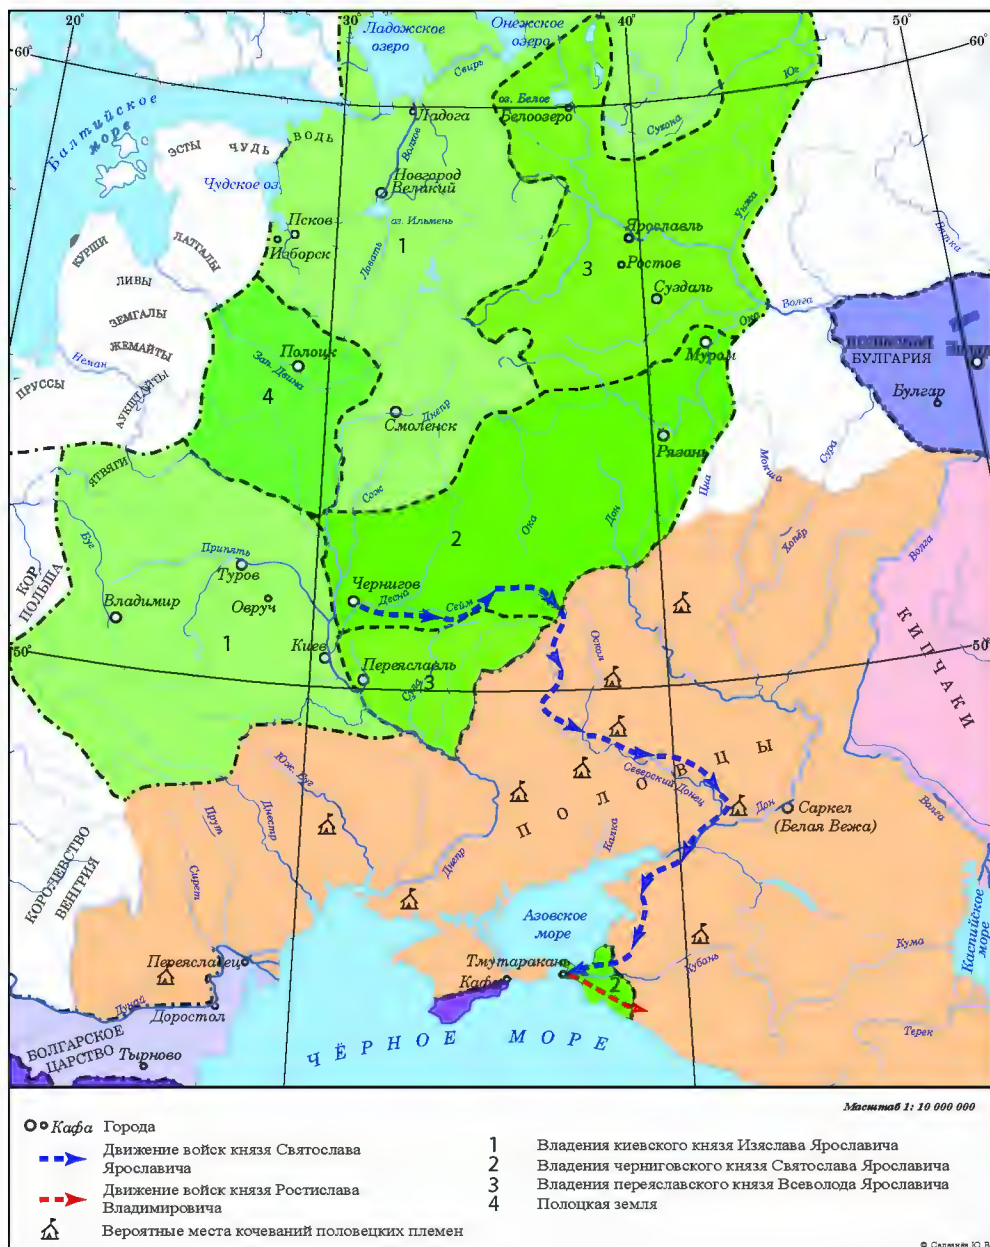 20°
30°
40°
50°
60°
60°
Ладожское
озеро
Онежское
озеро
Свирь
оз. Белое
Белоозеро
Юг
Сухона
Балтийское
море
Ладога
Волхов
ВОДЬ
ЭСТЫ
ЧУДЬ
Чудское оз.
Новгород
Великий
оз. Ильмень
Псков
Изборск
Ловать
1
КУРШИ
ЛАТГАЛЫ
ЛИВЫ
ЗЕМГАЛЫ
ЖЕМАЙТЫ
АУКШТАЙТЫ
Неман
ПРУССЫ
Ярославль
Ростов
3
Суздаль
Унжа
Вятка
Волга
Ока
Муром
БУЛГАРИЯ
Булгар
Полоцк
Зап. Двина
4
Смоленск
Днепр
Рязань
Цна
Мокша
Сура
ЯТВЯГИ
Сож
Ока
Дон
2
Хопёр
Волга
Буг
Припять
Туров
Овруч
Владимир
КОР.
ПОЛЬША
Чернигов
Десна
Сейм
КИПЧАКИ
1
Киев
50°
50°
Переяславль
3
Сула
Оскол
Юж. Буг
Северский Донец
ПОЛОВЦЫ
Дон
Саркел
(Белая Вежа)
Волга
Прут
Днестр
Сирет
Днепр
Калка
КОРОЛЕВСТВО
ВЕНГРИЯ
Азовское
море
Каспийское
море
Переяславец
Тмутаракань
Кафа
2
Кубань
Кума
Терек
Дунай
Доростол
БОЛГАРСКОЕ
ЦАРСТВО
Тырново
ЧЁРНОЕ МОРЕ
Масштаб 1: 10 000 000
Кафа Города
Движение войск князя Святослава
Ярославича
Движение войск князя Ростислава
Владимировича
Вероятные места кочеваний половецких племен
1 Владения киевского князя Изяслава Ярославича
2 Владения черниговского князя Святослава Ярославича
3 Владения переяславского князя Всеволода Ярославича
4 Полоцкая земля